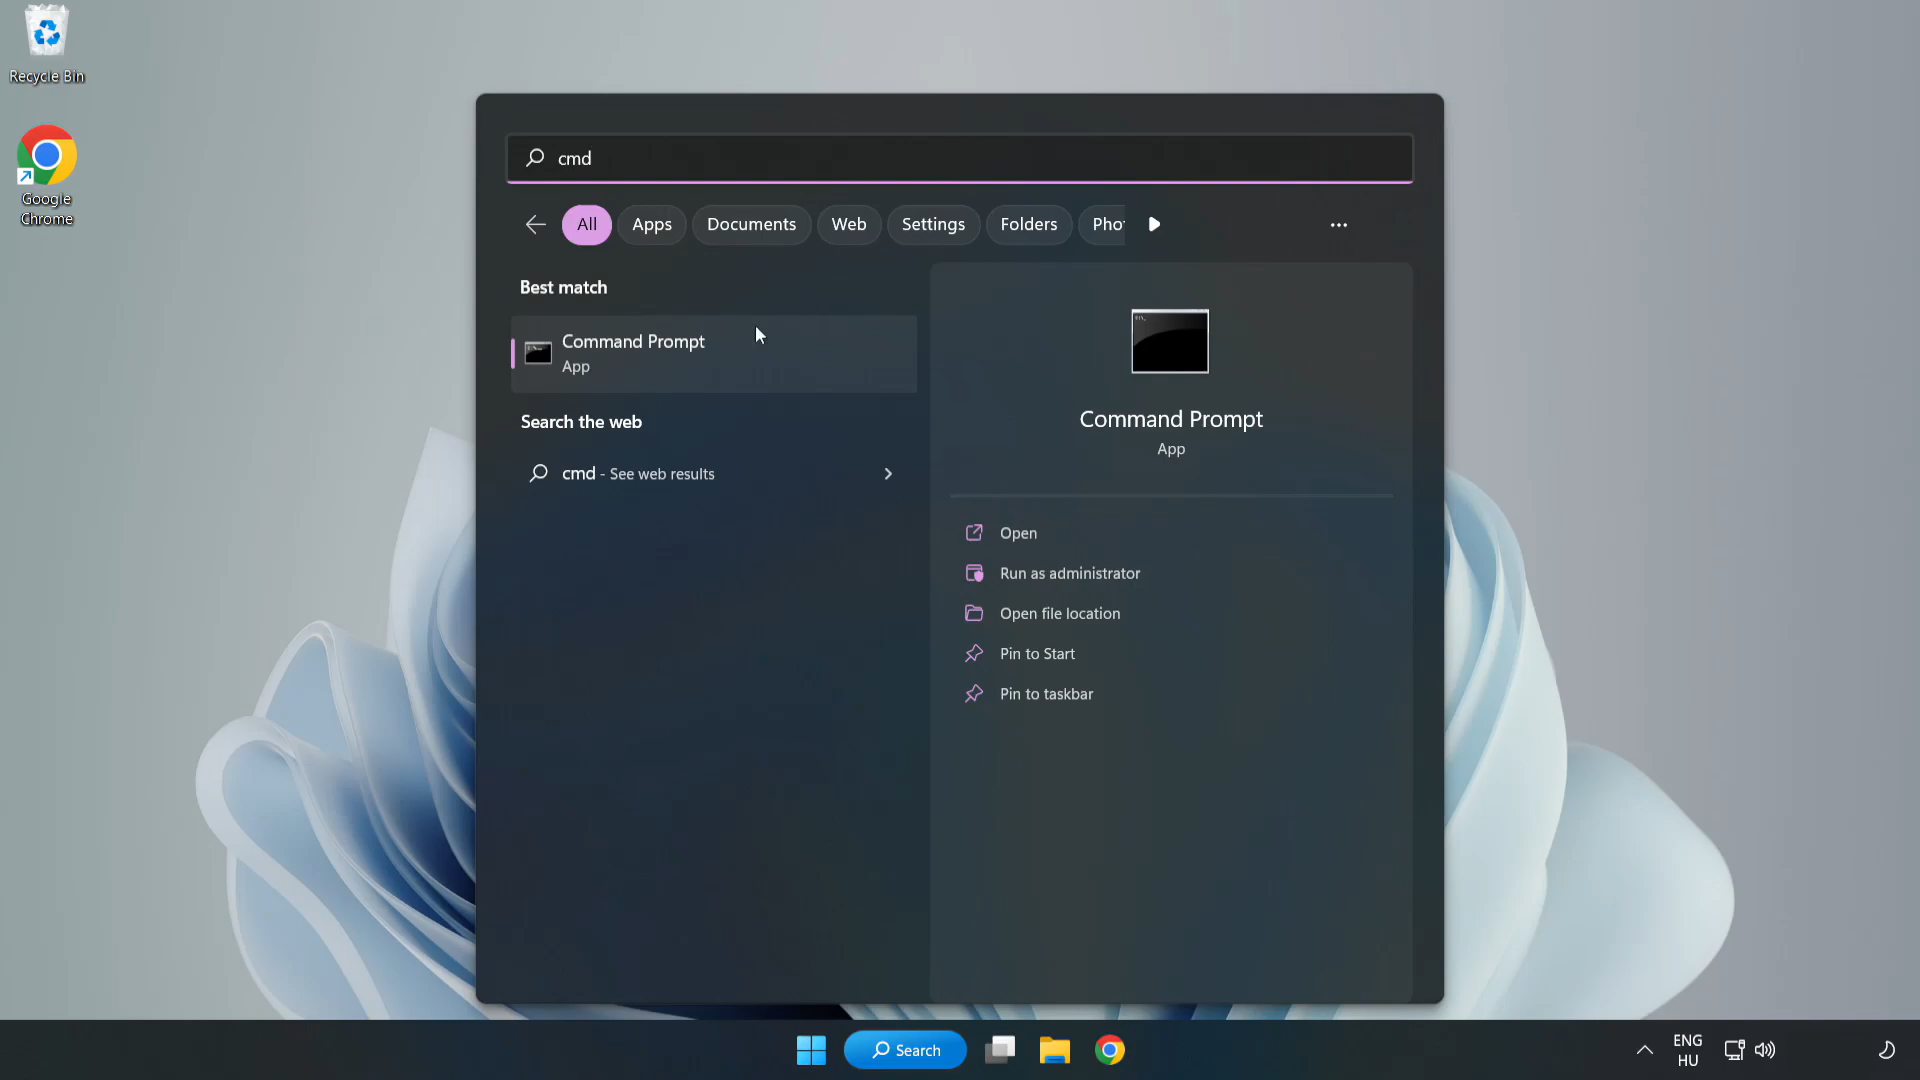 Recycle Bin
Google
Chrome
cmd
All Apps Documents Web Settings Folders Pho
Best match
Command Prompt
App
Search the web
cmd - See web results
Command Prompt
App
Open
Run as administrator
Open file location
Pin to Start
Pin to taskbar
Search
ENG
HU